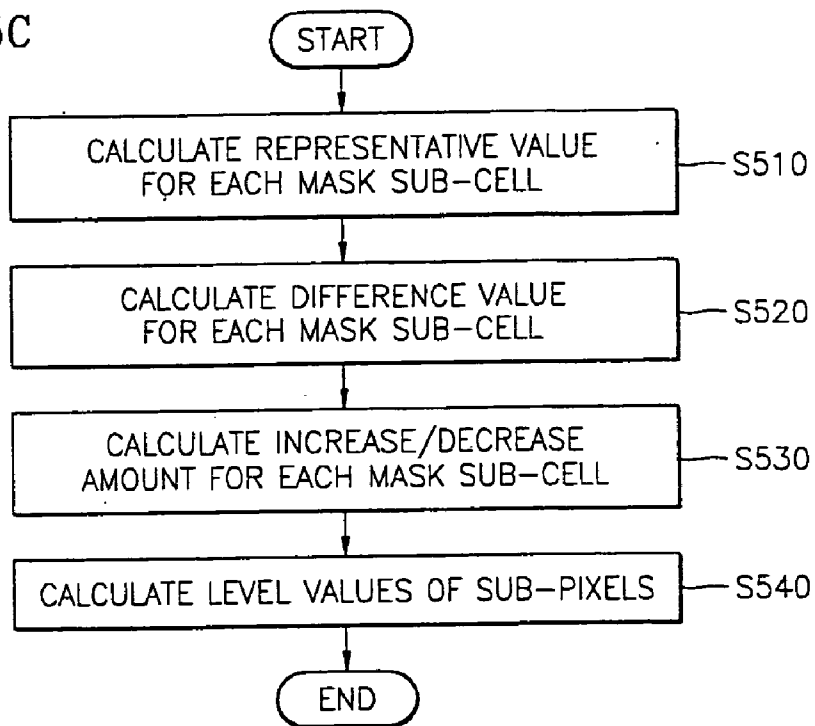 START
CALCULATE REPRESENTATIVE VALUE
FOR EACH MASK SUB-CELL
S510
CALCULATE DIFFERENCE VALUE
FOR EACH MASK SUB-CELL
S520
CALCULATE INCREASE/DECREASE
AMOUNT FOR EACH MASK SUB-CELL
S530
CALCULATE LEVEL VALUES OF SUB-PIXELS
S540
END